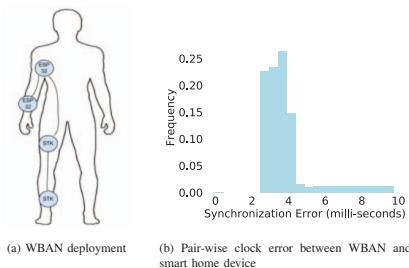 ESP
32
ESP
32
STK
STK
(a) WBAN deployment
Frequency
0.25
0.20
0.15
0.10
0.05
0.00
0 2 4 6 8 10
Synchronization Error (milli-seconds)
(b) Pair-wise clock error between WBAN and
smart home device